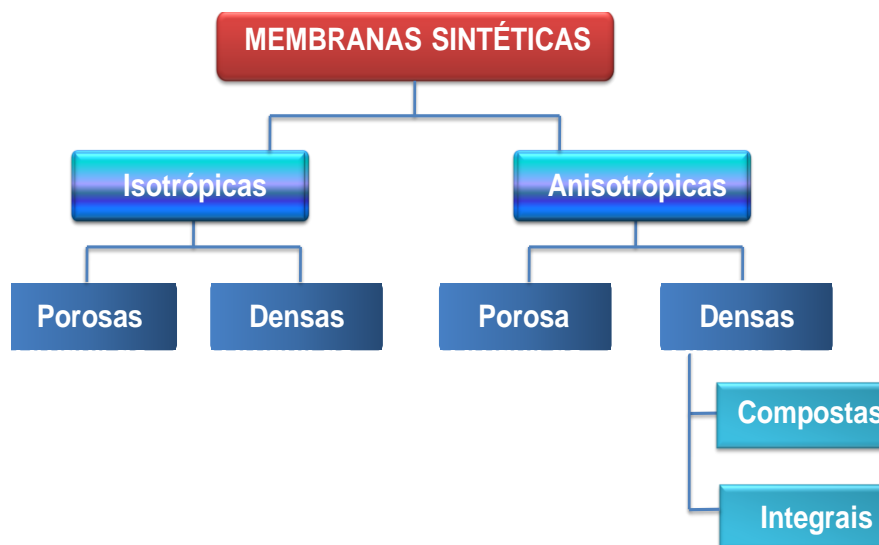 MEMBRANAS SINTÉTICAS
Isotrópicas
Anisotrópicas
Porosas
Densas
Porosa
Densas
Compostas
Integrais